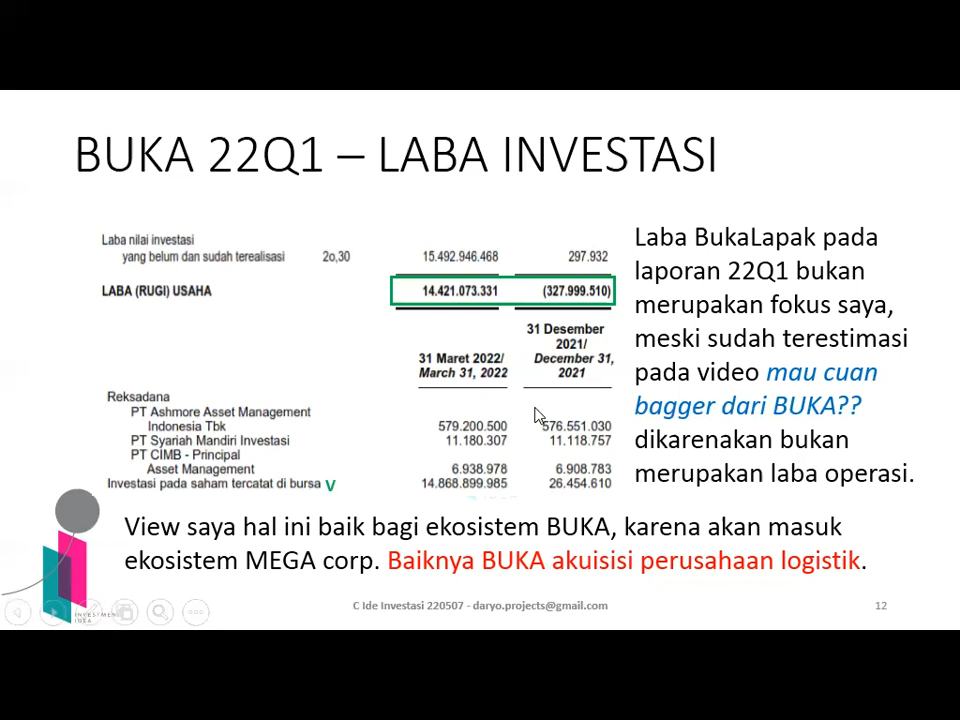 BUKA 22Q1 – LABA INVESTASI
Laba nilai investasi
yang belum dan sudah terealisasi 2o,30 15.492.946.468 297.932
LABA (RUGI) USAHA 14.421.073.331 (327.999.510)
31 Desember
2021/
31 Maret 2022/ December 31,
March 31, 2022 2021
Reksadana
PT Ashmore Asset Management
Indonesia Tbk 579.200.500 576.551.030
PT Syariah Mandiri Investasi 11.180.307 11.118.757
PT CIMB - Principal
Asset Management 6.938.978 6.908.783
Investasi pada saham tercatat di bursa V 14.868.899.985 26.454.610
Laba BukaLapak pada
laporan 22Q1 bukan
merupakan fokus saya,
meski sudah terestimasi
pada video mau cuan
bagger dari BUKA??
dikarenakan bukan
merupakan laba operasi.
View saya hal ini baik bagi ekosistem BUKA, karena akan masuk
ekosistem MEGA corp. Baiknya BUKA akuisisi perusahaan logistik.
INVESTMENT
IDEA
C Ide Investasi 220507 - daryo.projects@gmail.com
12